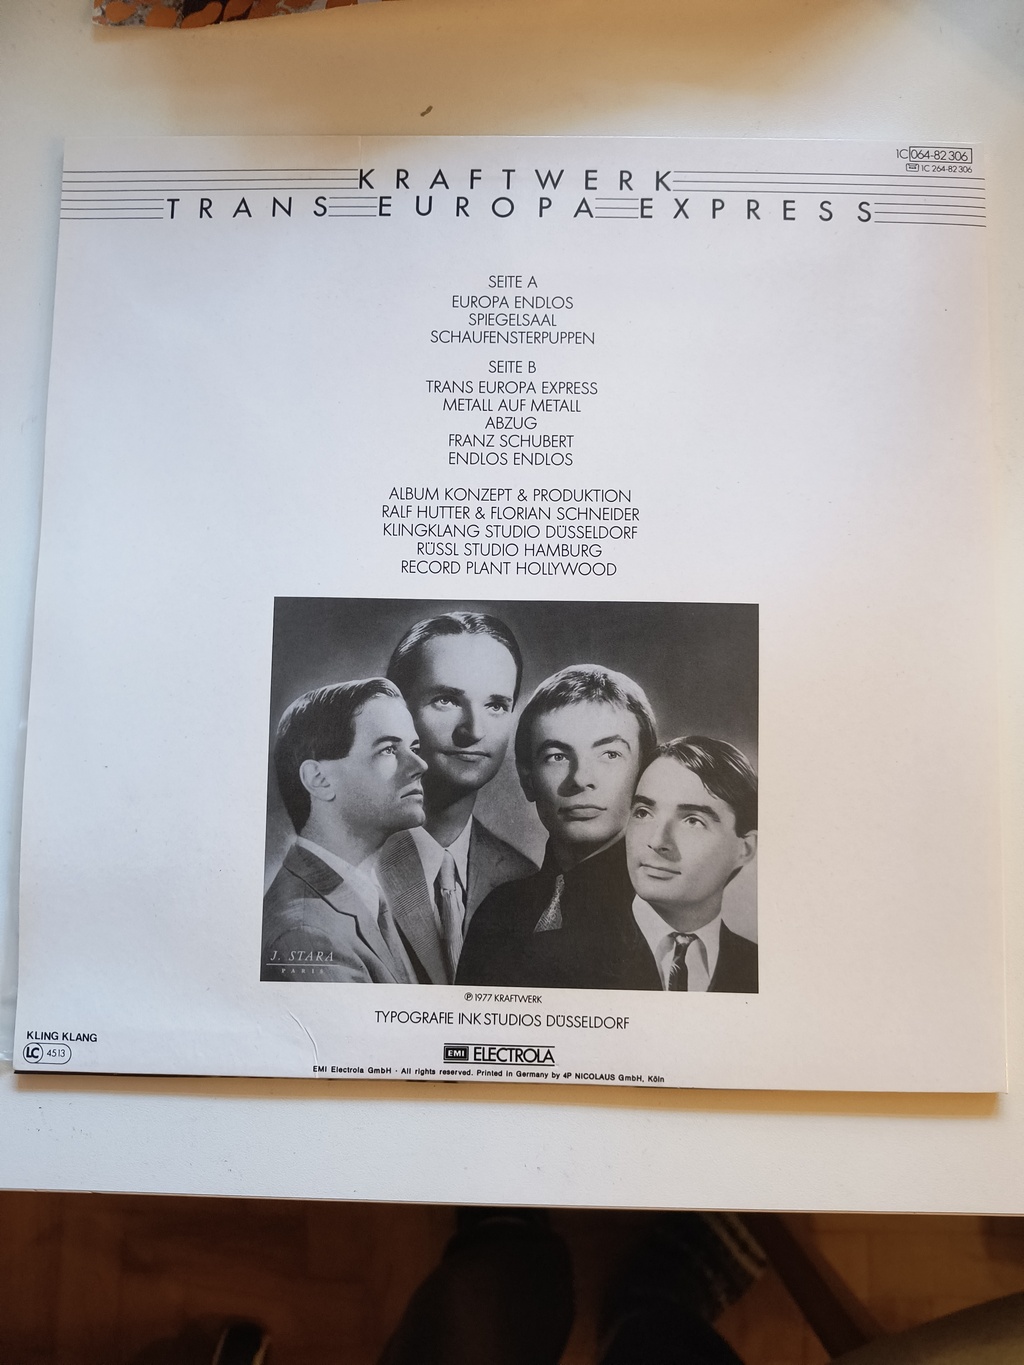 1C 064-82 306
1C 264-82 306
KRAFTWERK
TRANS EUROPA EXPRESS
SEITE A
EUROPA ENDLOS
SPIEGELSAAL
SCHAUFENSTERPUPPEN
SEITE B
TRANS EUROPA EXPRESS
METALL AUF METALL
ABZUG
FRANZ SCHUBERT
ENDLOS ENDLOS
ALBUM KONZEPT & PRODUKTION
RALF HUTTER & FLORIAN SCHNEIDER
KLINGKLANG STUDIO DÜSSELDORF
RÜSSL STUDIO HAMBURG
RECORD PLANT HOLLYWOOD
J. STARA
PARIS
℗ 1977 KRAFTWERK
TYPOGRAFIE INK STUDIOS DÜSSELDORF
KLING KLANG
LC 4513
EMI ELECTROLA
EMI Electrola GmbH · All rights reserved. Printed in Germany by 4P NICOLAUS GmbH, Köln